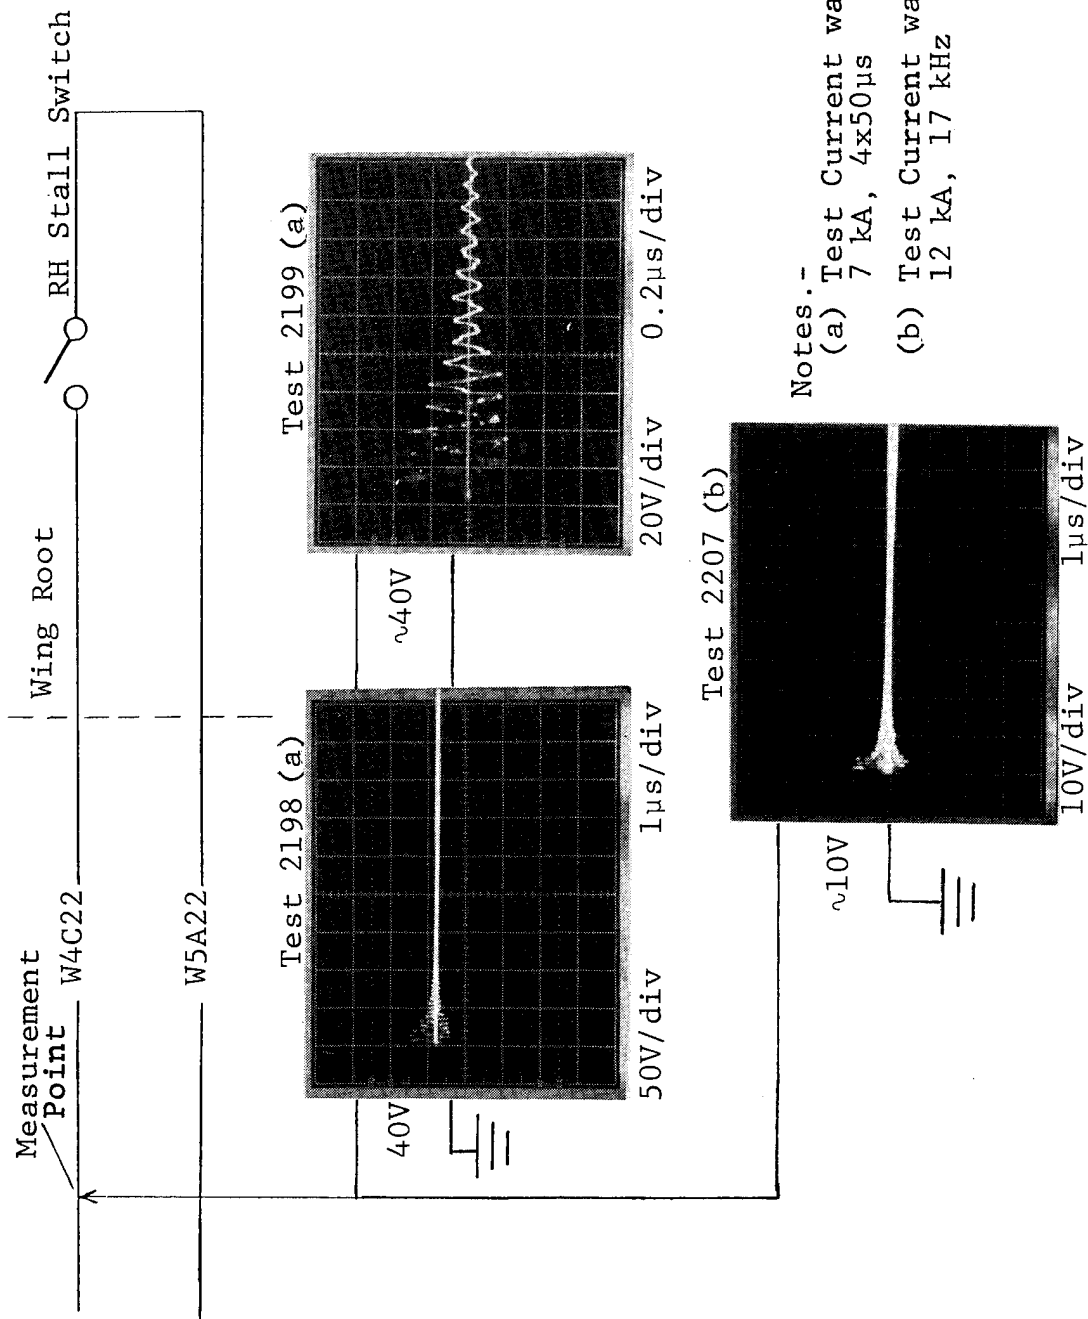 Measurement
Point
W4C22
Wing Root
RH Stall Switch
W5A22
Test 2198 (a)
40V
50V/div
1μs/div
Test 2199 (a)
∿40V
20V/div
0.2μs/div
Test 2207 (b)
∿10V
10V/div
1μs/div
Notes.-
(a) Test Current wa
7 kA, 4x50μs
(b) Test Current wa
12 kA, 17 kHz